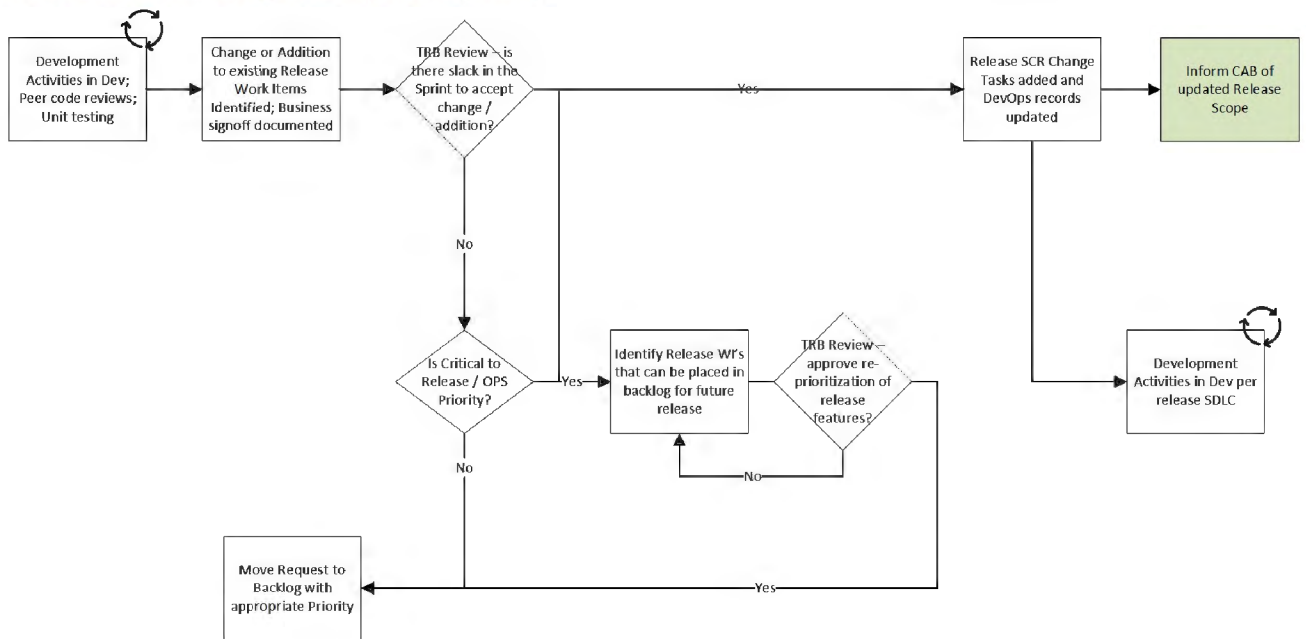 Development
Activities in Dev;
Peer code reviews;
Unit testing
Change or Addition
to existing Release
Work Items
Identified; Business
signoff documented
TRB Review – is
there slack in the
Sprint to accept
change /
addition?
Yes
Release SCR Change
Tasks added and
DevOps records
updated
Inform CAB of
updated Release
Scope
No
Is Critical to
Release / OPS
Priority?
Yes
Identify Release WI's
that can be placed in
backlog for future
release
TRB Review –
approve re-
prioritization of
release
features?
Development
Activities in Dev per
release SDLC
No
No
Move Request to
Backlog with
appropriate Priority
Yes